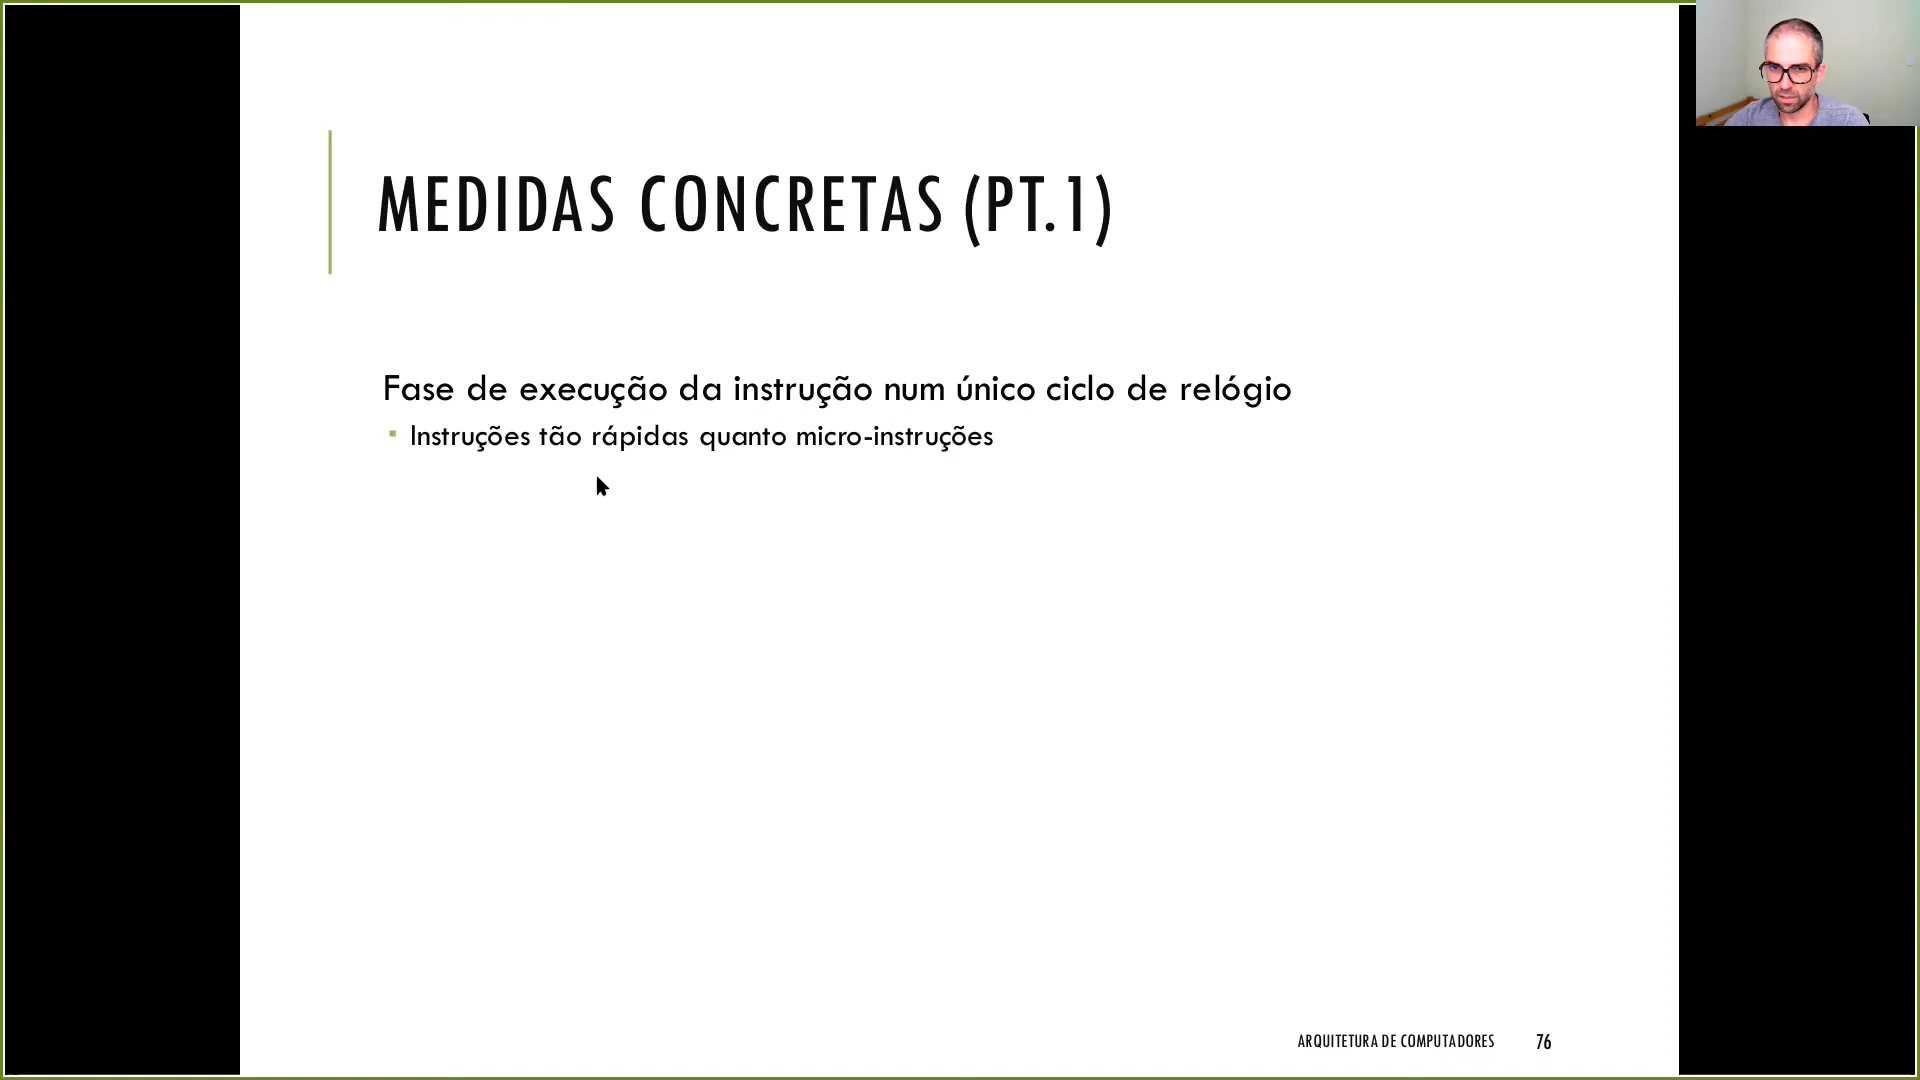 MEDIDAS CONCRETAS (PT.1)
Fase de execução da instrução num único ciclo de relógio
▪ Instruções tão rápidas quanto micro-instruções
ARQUITETURA DE COMPUTADORES 76